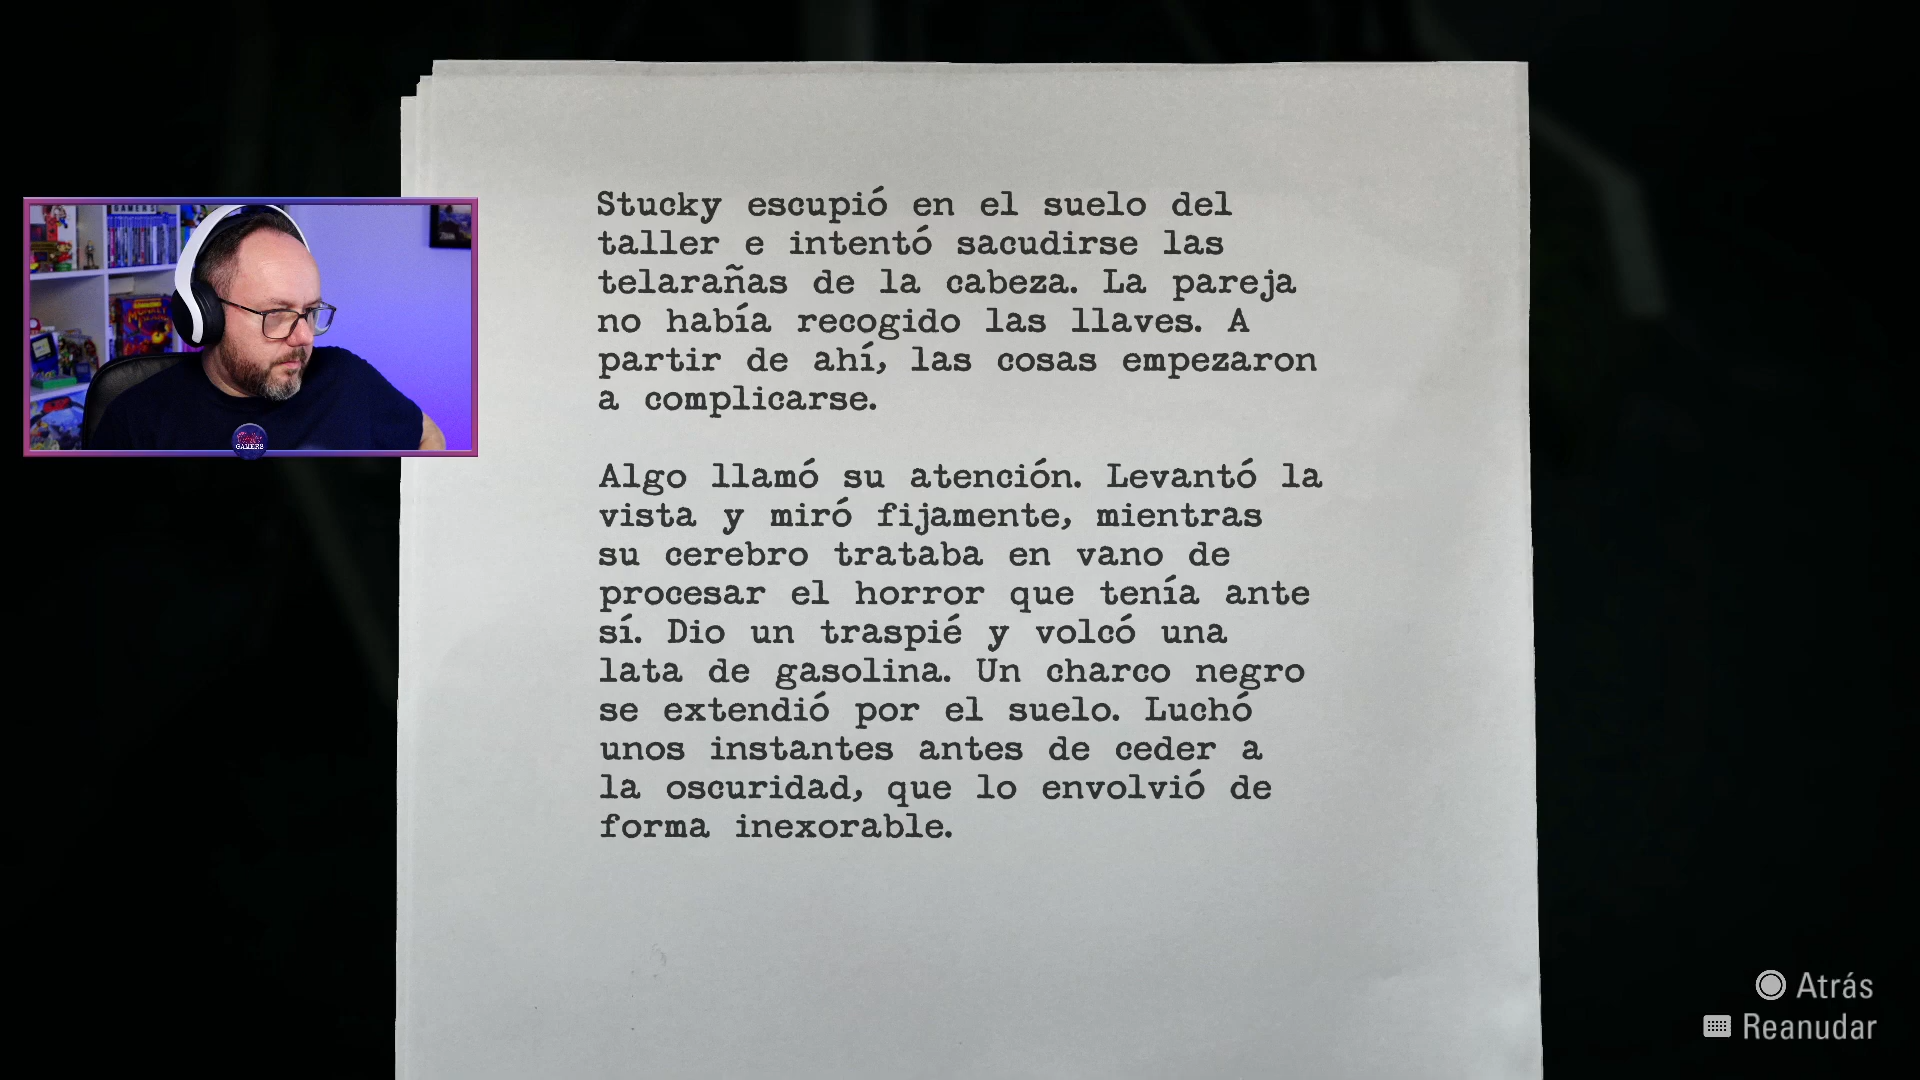 Stucky escupió en el suelo del
taller e intentó sacudirse las
telarañas de la cabeza. La pareja
no había recogido las llaves. A
partir de ahí, las cosas empezaron
a complicarse.
Algo llamó su atención. Levantó la
vista y miró fijamente, mientras
su cerebro trataba en vano de
procesar el horror que tenía ante
sí. Dio un traspié y volcó una
lata de gasolina. Un charco negro
se extendió por el suelo. Luchó
unos instantes antes de ceder a
la oscuridad, que lo envolvió de
forma inexorable.
GAMERS
GAMERS
Atrás
Reanudar